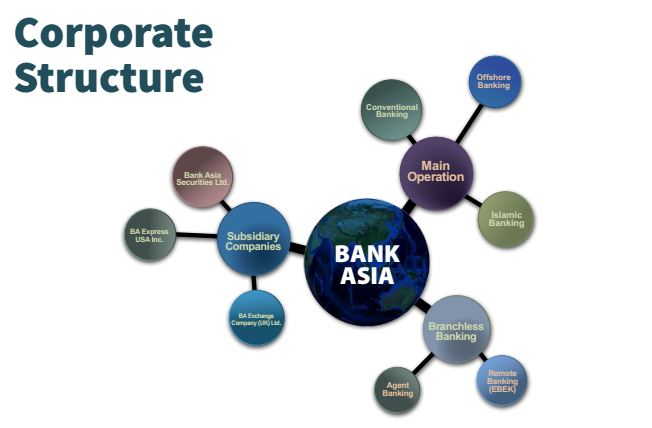 Corporate
Structure
Offshore
Banking
Conventional
Banking
Main
Operation
Bank Asia
Securities Ltd.
Islamic
Banking
BA Express
USA Inc.
Subsidiary
Companies
BANK
ASIA
BA Exchange
Company (UK) Ltd.
Branchless
Banking
Agent
Banking
Remote
Banking
(EBEK)